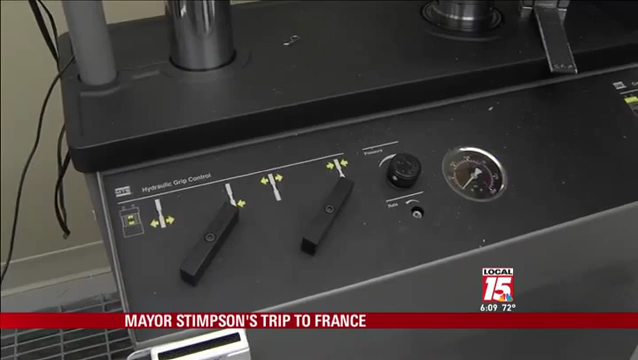 Hydraulic Grip Control
Pressure
Rate
LOCAL
15
6:09 72°
MAYOR STIMPSON'S TRIP TO FRANCE